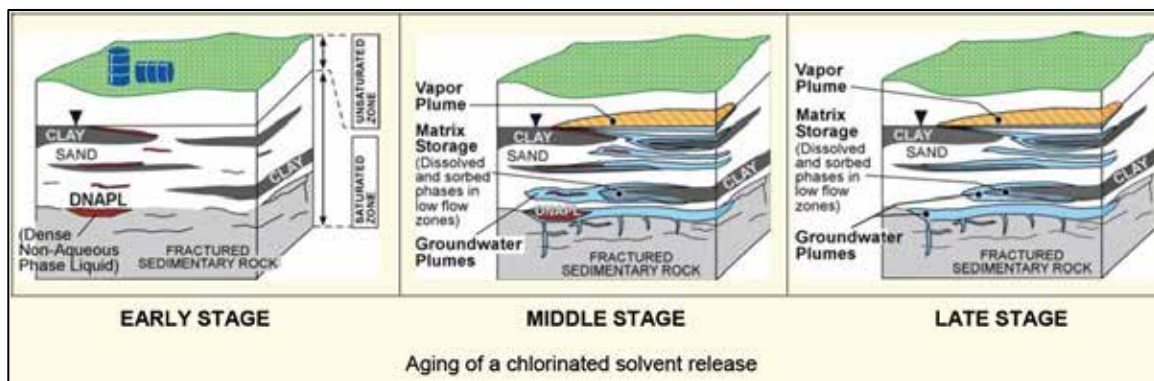 UNSATURATED
ZONE
CLAY
SAND
CLAY
DNAPL
SATURATED
ZONE
(Dense
Non-Aqueous
Phase Liquid)
FRACTURED
SEDIMENTARY ROCK
EARLY STAGE
Vapor
Plume
Matrix
Storage
(Dissolved
and sorbed
phases in
low flow
zones)
Groundwater
Plumes
CLAY
SAND
CLAY
DNAPL
FRACTURED
SEDIMENTARY ROCK
MIDDLE STAGE
Vapor
Plume
Matrix
Storage
(Dissolved
and sorbed
phases in
low flow
zones)
Groundwater
Plumes
CLAY
SAND
CLAY
FRACTURED
SEDIMENTARY ROCK
LATE STAGE
Aging of a chlorinated solvent release